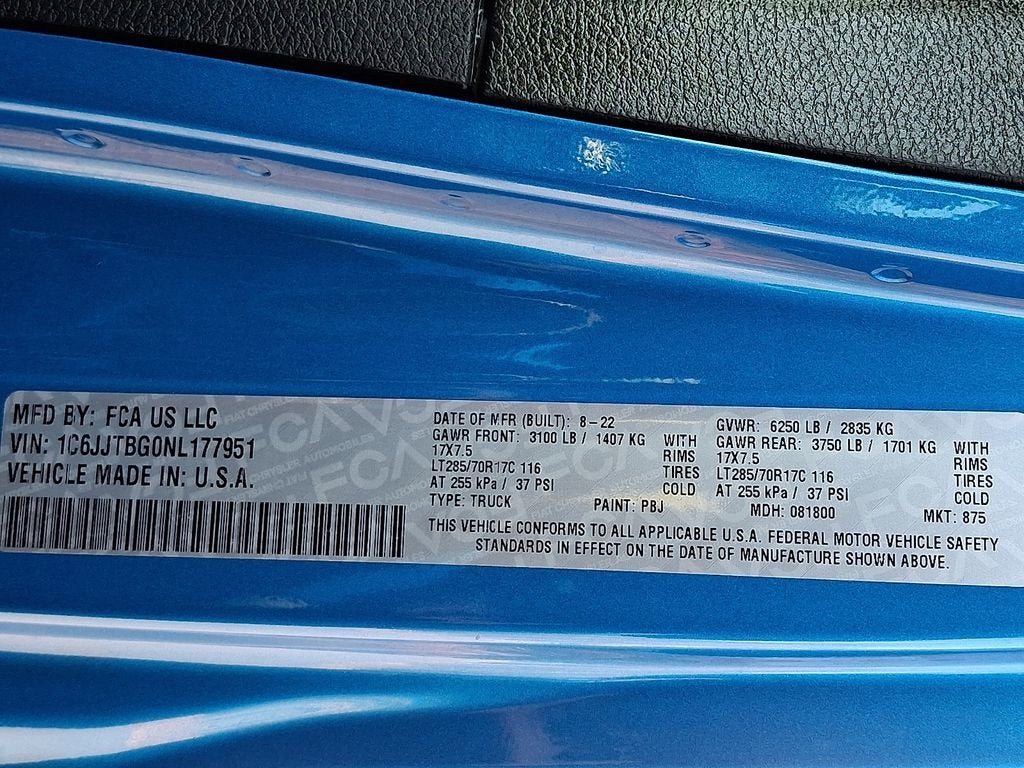 MFD BY: FCA US LLC
VIN: 1C6JJTBG0NL177951
VEHICLE MADE IN: U.S.A.
DATE OF MFR (BUILT): 8-22
GAWR FRONT: 3100 LB / 1407 KG WITH
17X7.5 RIMS
LT285/70R17C 116 TIRES
AT 255 kPa / 37 PSI COLD
TYPE: TRUCK PAINT: PBJ
GVWR: 6250 LB / 2835 KG
GAWR REAR: 3750 LB / 1701 KG WITH
17X7.5 RIMS
LT285/70R17C 116 TIRES
AT 255 kPa / 37 PSI COLD
MDH: 081800 MKT: 875
THIS VEHICLE CONFORMS TO ALL APPLICABLE U.S.A. FEDERAL MOTOR VEHICLE SAFETY
STANDARDS IN EFFECT ON THE DATE OF MANUFACTURE SHOWN ABOVE.